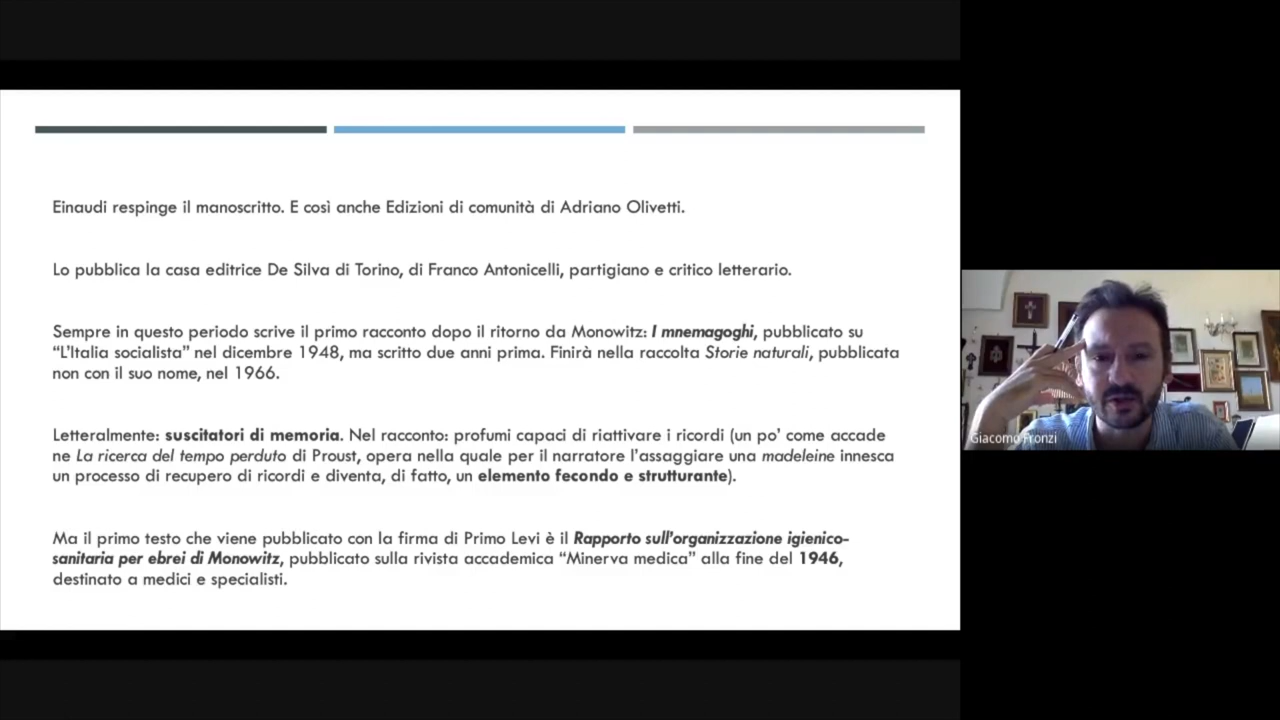 Einaudi respinge il manoscritto. E così anche Edizioni di comunità di Adriano Olivetti.
Lo pubblica la casa editrice De Silva di Torino, di Franco Antonicelli, partigiano e critico letterario.
Sempre in questo periodo scrive il primo racconto dopo il ritorno da Monowitz: I mnemagoghi, pubblicato su
“L’Italia socialista” nel dicembre 1948, ma scritto due anni prima. Finirà nella raccolta Storie naturali, pubblicata
non con il suo nome, nel 1966.
Letteralmente: suscitatori di memoria. Nel racconto: profumi capaci di riattivare i ricordi (un po’ come accade
ne La ricerca del tempo perduto di Proust, opera nella quale per il narratore l’assaggiare una madeleine innesca
un processo di recupero di ricordi e diventa, di fatto, un elemento fecondo e strutturante).
Ma il primo testo che viene pubblicato con la firma di Primo Levi è il Rapporto sull’organizzazione igienico-
sanitaria per ebrei di Monowitz, pubblicato sulla rivista accademica “Minerva medica” alla fine del 1946,
destinato a medici e specialisti.
Giacomo Fronzi